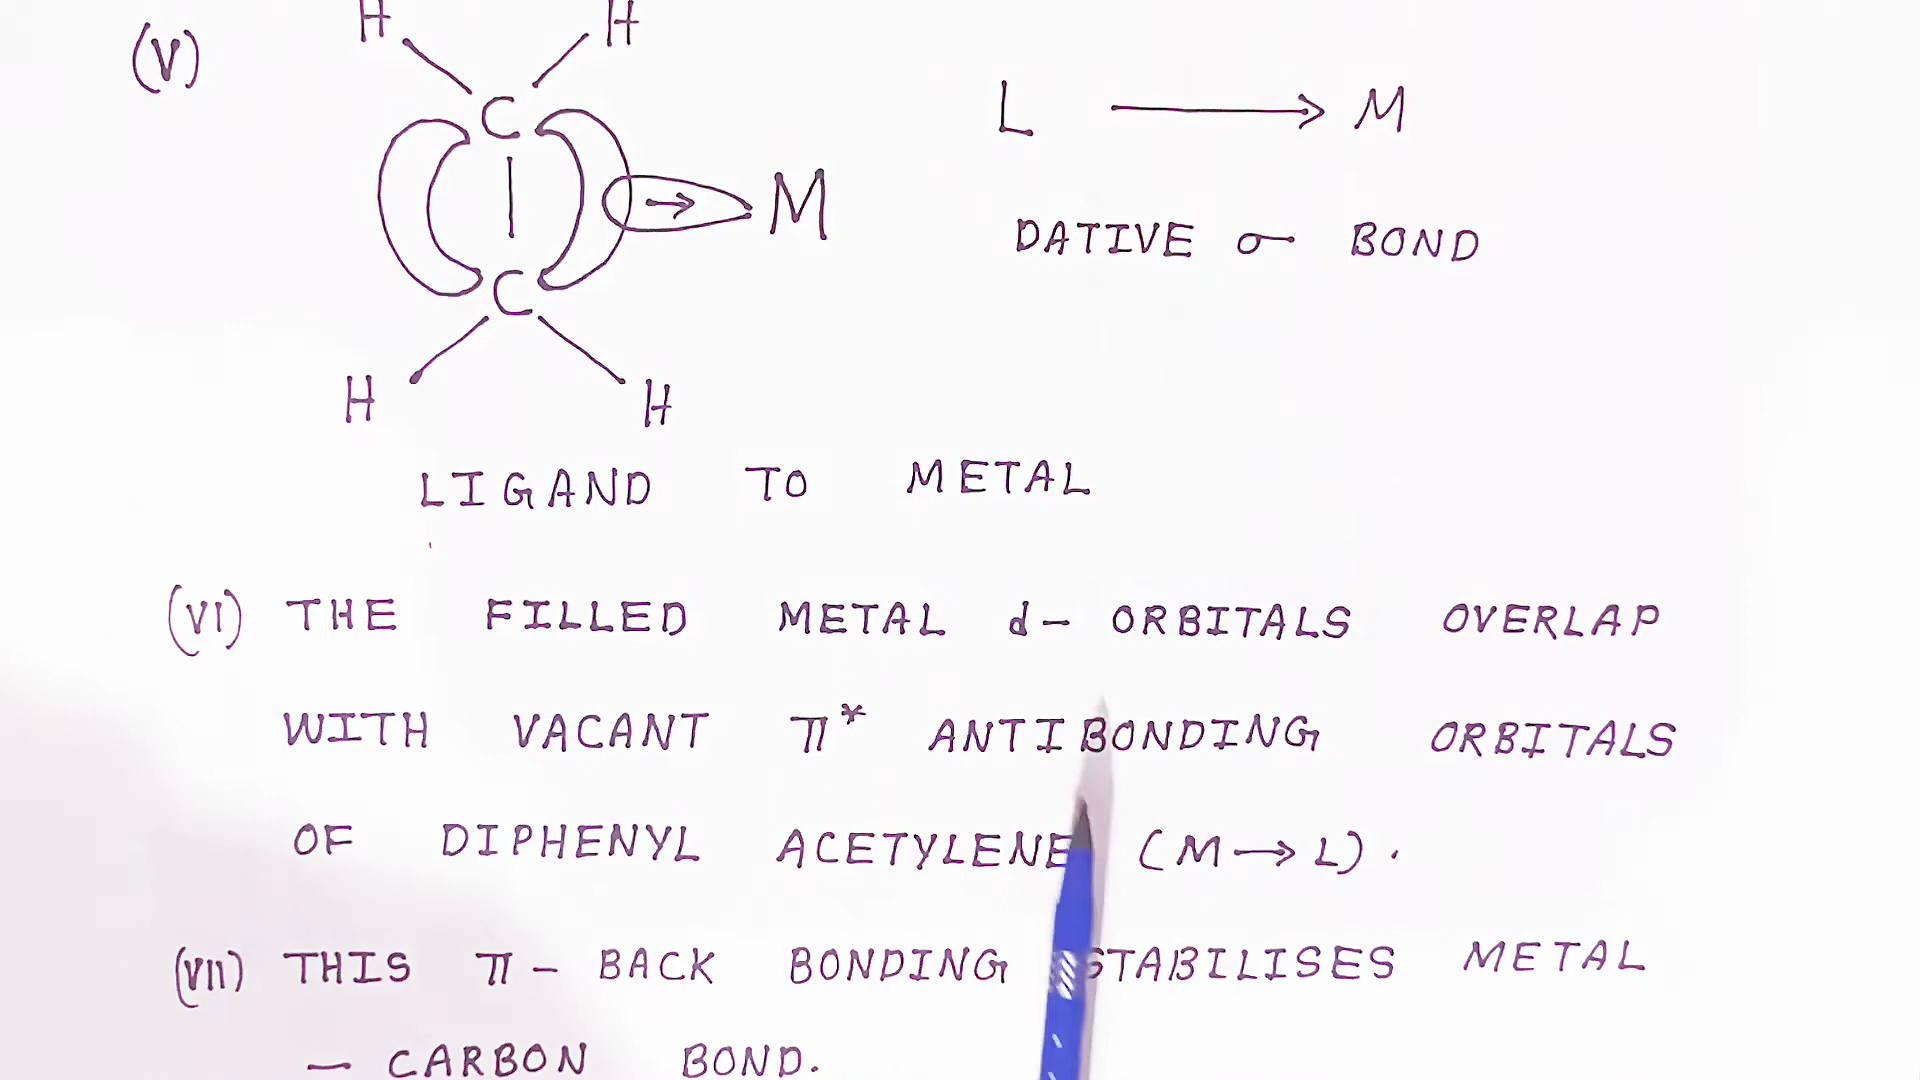 H H
(V)
C
L → M
→ M
DATIVE σ BOND
C
H H
LIGAND TO METAL
(VI) THE FILLED METAL d- ORBITALS OVERLAP
WITH VACANT π* ANTIBONDING ORBITALS
OF DIPHENYL ACETYLENE (M → L).
(VII) THIS π - BACK BONDING STABILISES METAL
- CARBON BOND.